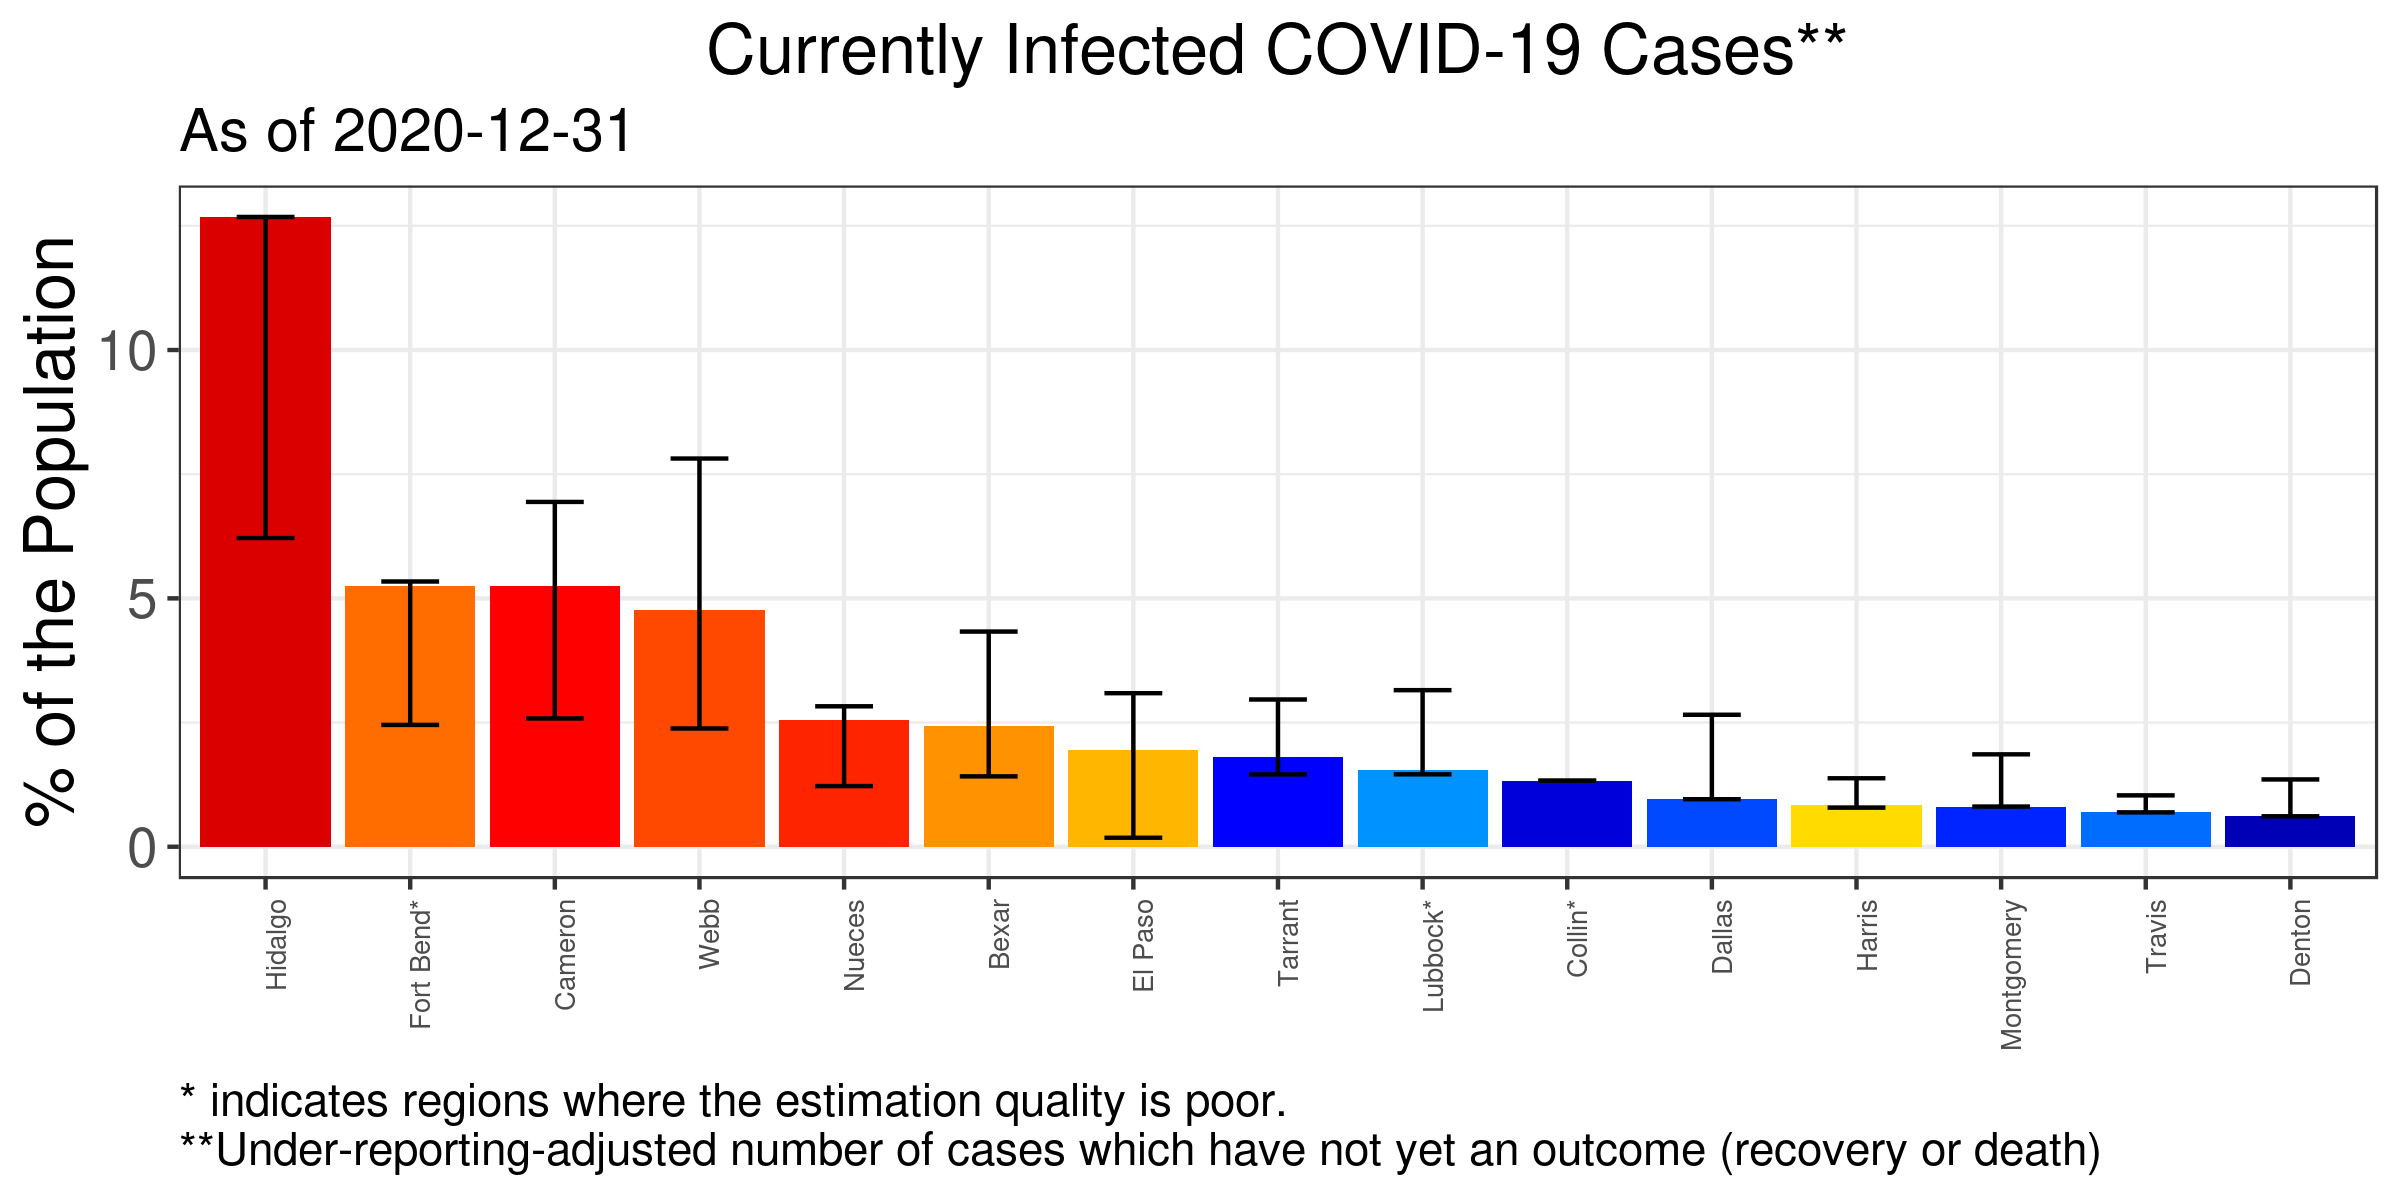 Currently Infected COVID-19 Cases**
As of 2020-12-31
% of the Population
10
5
0
Hidalgo
Fort Bend*
Cameron
Webb
Nueces
Bexar
El Paso
Tarrant
Lubbock*
Collin*
Dallas
Harris
Montgomery
Travis
Denton
* indicates regions where the estimation quality is poor.
**Under-reporting-adjusted number of cases which have not yet an outcome (recovery or death)